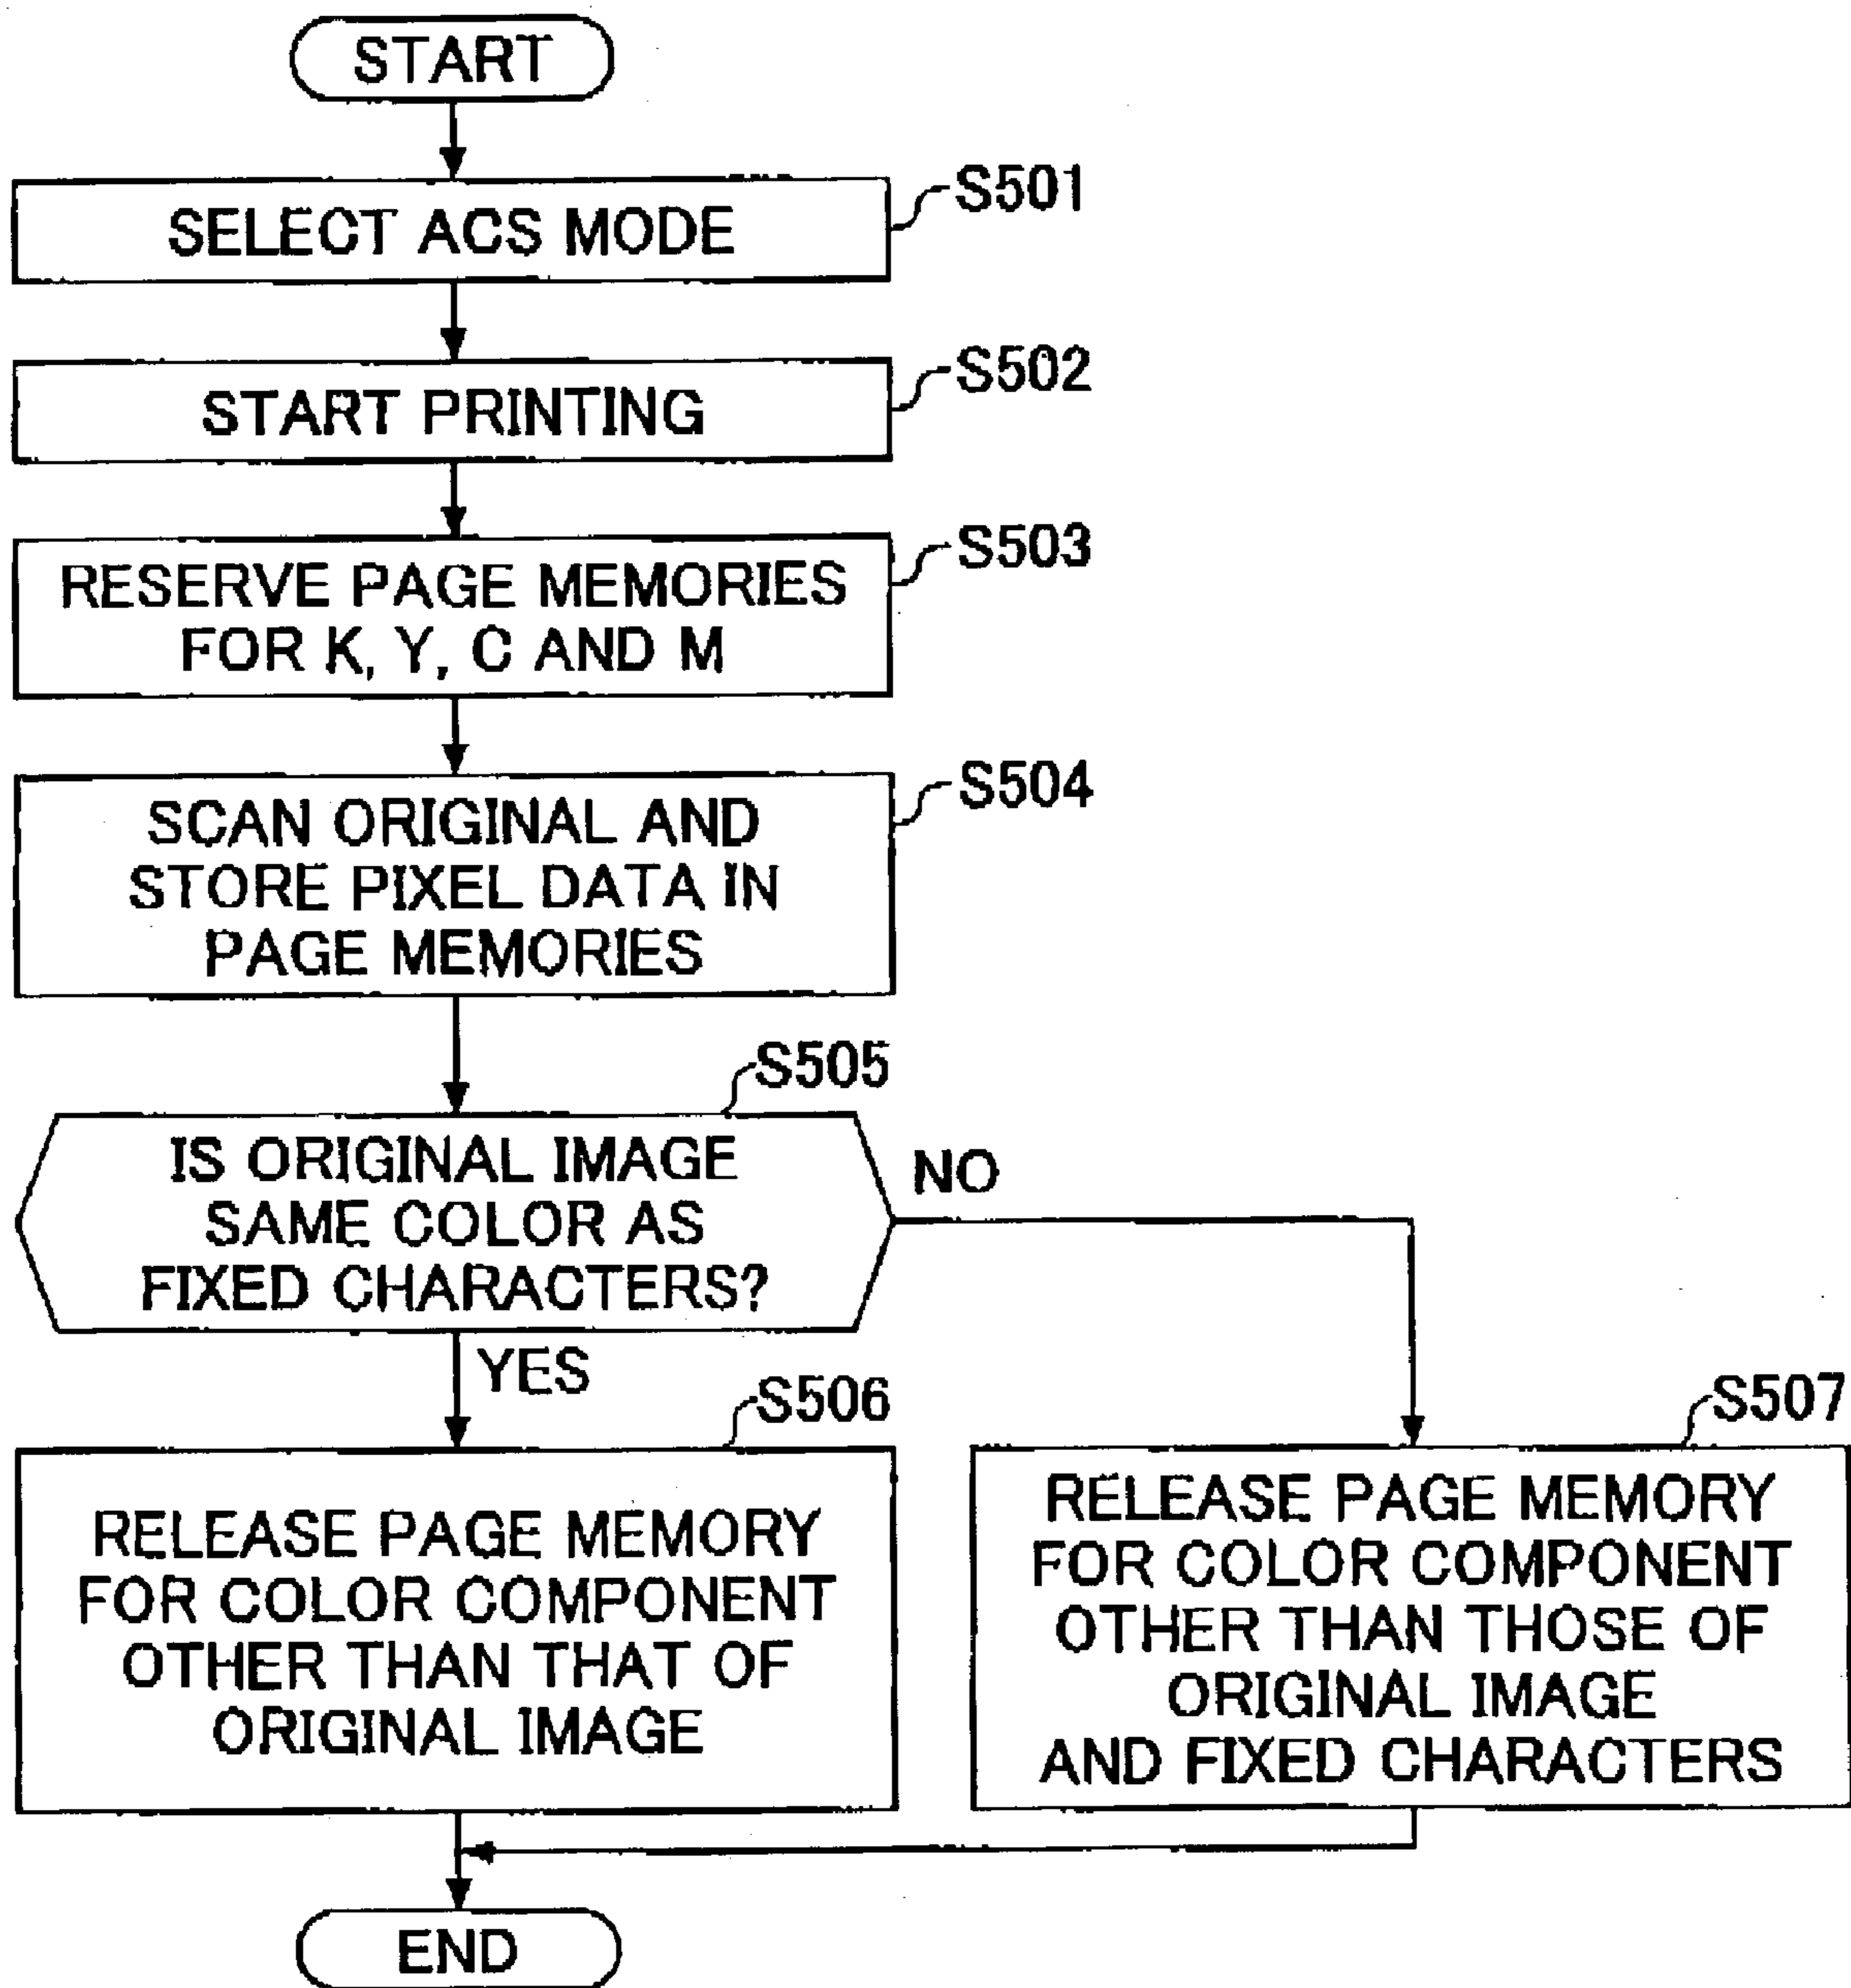 START
S501
SELECT ACS MODE
S502
START PRINTING
S503
RESERVE PAGE MEMORIES
FOR K, Y, C AND M
S504
SCAN ORIGINAL AND
STORE PIXEL DATA IN
PAGE MEMORIES
S505
IS ORIGINAL IMAGE
SAME COLOR AS
FIXED CHARACTERS?
NO
YES
S506
RELEASE PAGE MEMORY
FOR COLOR COMPONENT
OTHER THAN THAT OF
ORIGINAL IMAGE
S507
RELEASE PAGE MEMORY
FOR COLOR COMPONENT
OTHER THAN THOSE OF
ORIGINAL IMAGE
AND FIXED CHARACTERS
END